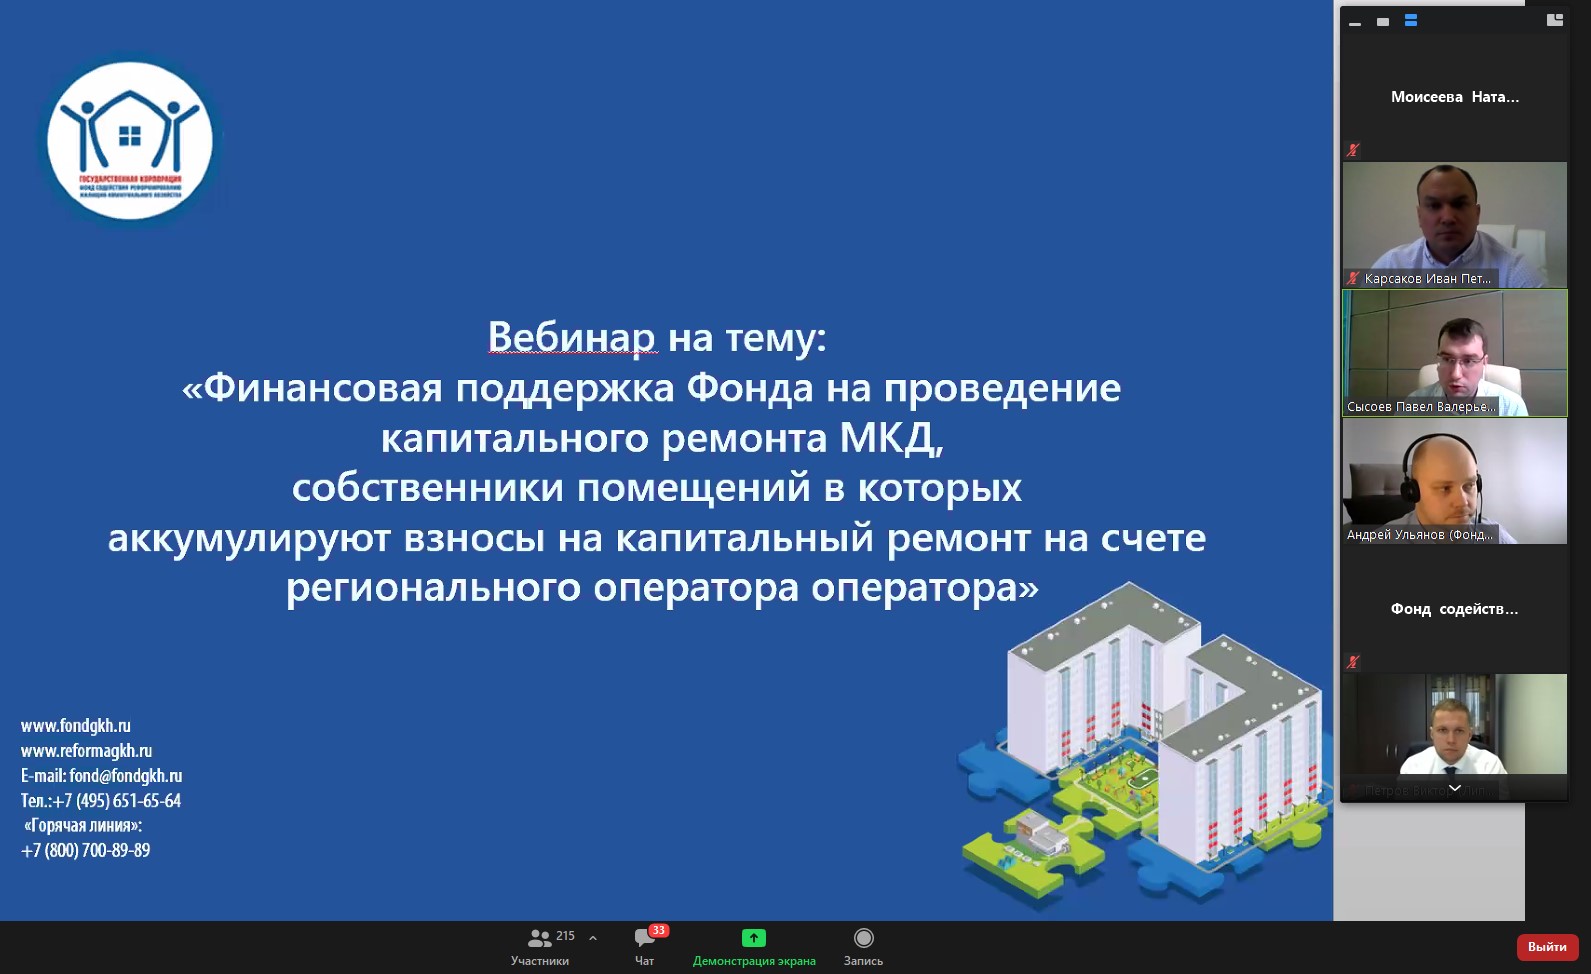 ГОСУДАРСТВЕННАЯ КОРПОРАЦИЯ
ФОНД СОДЕЙСТВИЯ РЕФОРМИРОВАНИЮ
ЖИЛИЩНО-КОММУНАЛЬНОГО ХОЗЯЙСТВА
Вебинар на тему:
«Финансовая поддержка Фонда на проведение
капитального ремонта МКД,
собственники помещений в которых
аккумулируют взносы на капитальный ремонт на счете
регионального оператора оператора»
www.fondgkh.ru
www.reformagkh.ru
E-mail: fond@fondgkh.ru
Тел.:+7 (495) 651-65-64
«Горячая линия»:
+7 (800) 700-89-89
Моисеева Ната...
Карсаков Иван Пет...
Сысоев Павел Валерье...
Андрей Ульянов (Фонд...
Фонд содейств...
Петров Виктор
215
33
Участники
Чат
Демонстрация экрана
Запись
Выйти